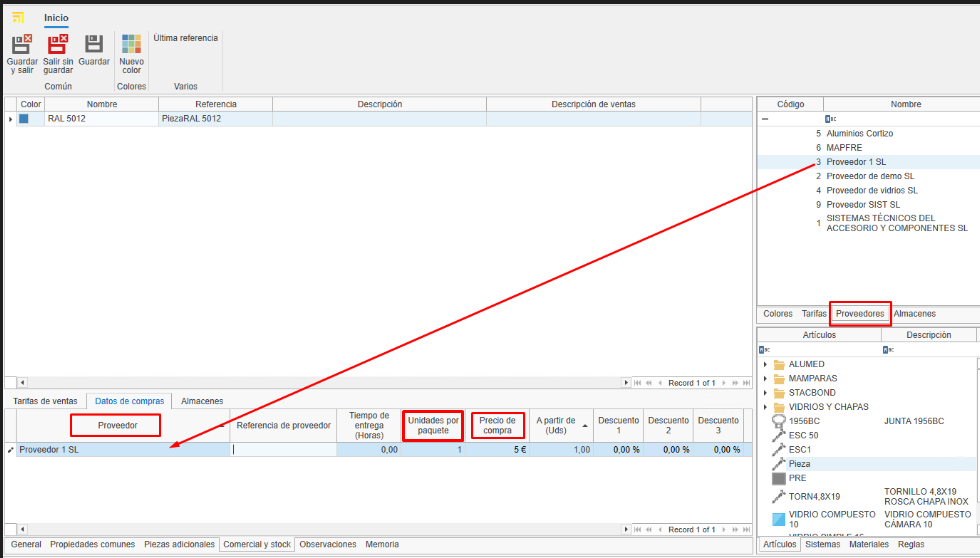 Inicio
Guardar y salir
Salir sin guardar
Guardar
Nuevo color
Última referencia
Común
Colores
Varios
Color Nombre Referencia Descripción Descripción de ventas
RAL 5012 PiezaRAL 5012
Código Nombre
5 Aluminios Cortizo
6 MAPFRE
3 Proveedor 1 SL
2 Proveedor de demo SL
4 Proveedor de vidrios SL
9 Proveedor SIST SL
1 SISTEMAS TÉCNICOS DEL
ACCESORIO Y COMPONENTES SL
Colores Tarifas Proveedores Almacenes
Record 1 of 1
Tarifas de ventas Datos de compras Almacenes
Proveedor
Referencia de proveedor
Tiempo de entrega (Horas)
Unidades por paquete
Precio de compra
A partir de (Uds)
Descuento 1
Descuento 2
Descuento 3
Proveedor 1 SL 0,00 1 5 € 1,00 0,00 % 0,00 % 0,00 %
Record 1 of 1
General Propiedades comunes Piezas adicionales Comercial y stock Observaciones Memoria
Artículos Descripción
ALUMED
MAMPARAS
STACBOND
VIDRIOS Y CHAPAS
1956BC JUNTA 1956BC
ESC 50
ESC1
Pieza
PRE
TORN4,8X19 TORNILLO 4,8X19
ROSCA CHAPA INOX
VIDRIO COMPUESTO 10 VIDRIO COMPUESTO
CÁMARA 10
Artículos Sistemas Materiales Reglas